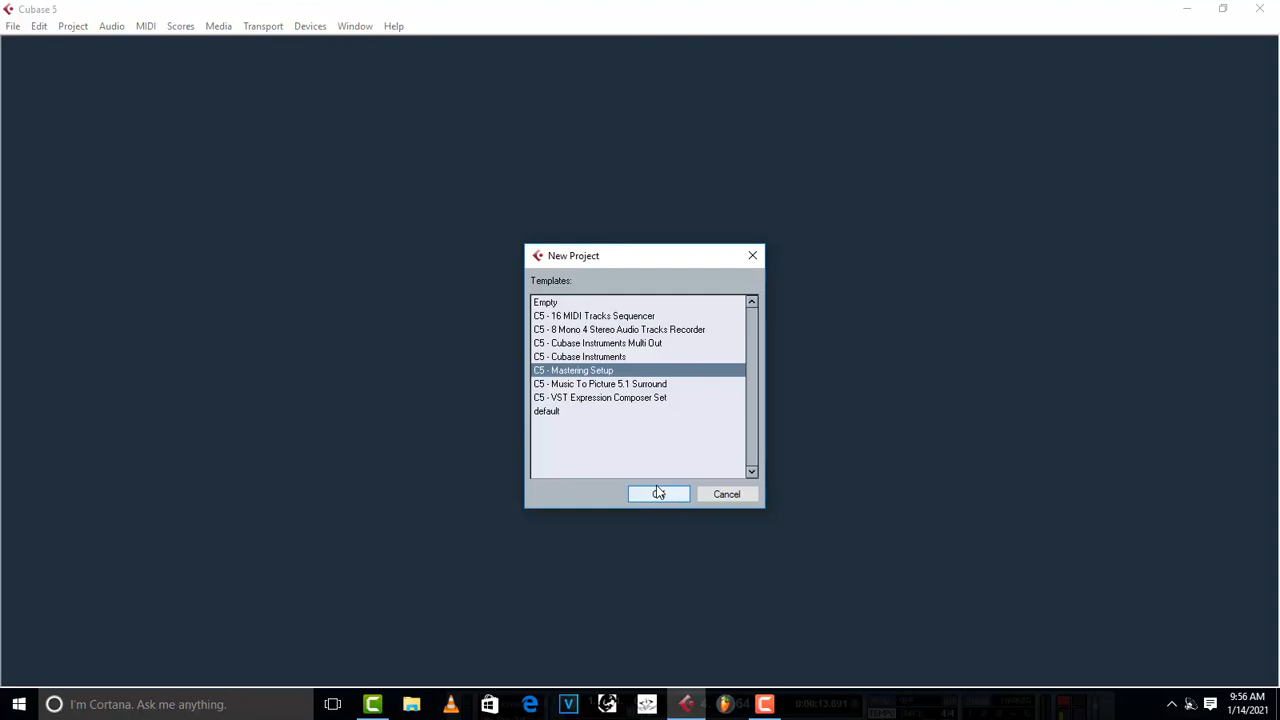 Cubase 5
File Edit Project Audio MIDI Scores Media Transport Devices Window Help
New Project
Templates:
Empty
C5 - 16 MIDI Tracks Sequencer
C5 - 8 Mono 4 Stereo Audio Tracks Recorder
C5 - Cubase Instruments Multi Out
C5 - Cubase Instruments
C5 - Mastering Setup
C5 - Music To Picture 5.1 Surround
C5 - VST Expression Composer Set
default
Cancel
I'm Cortana. Ask me anything.
9:56 AM
1/14/2021